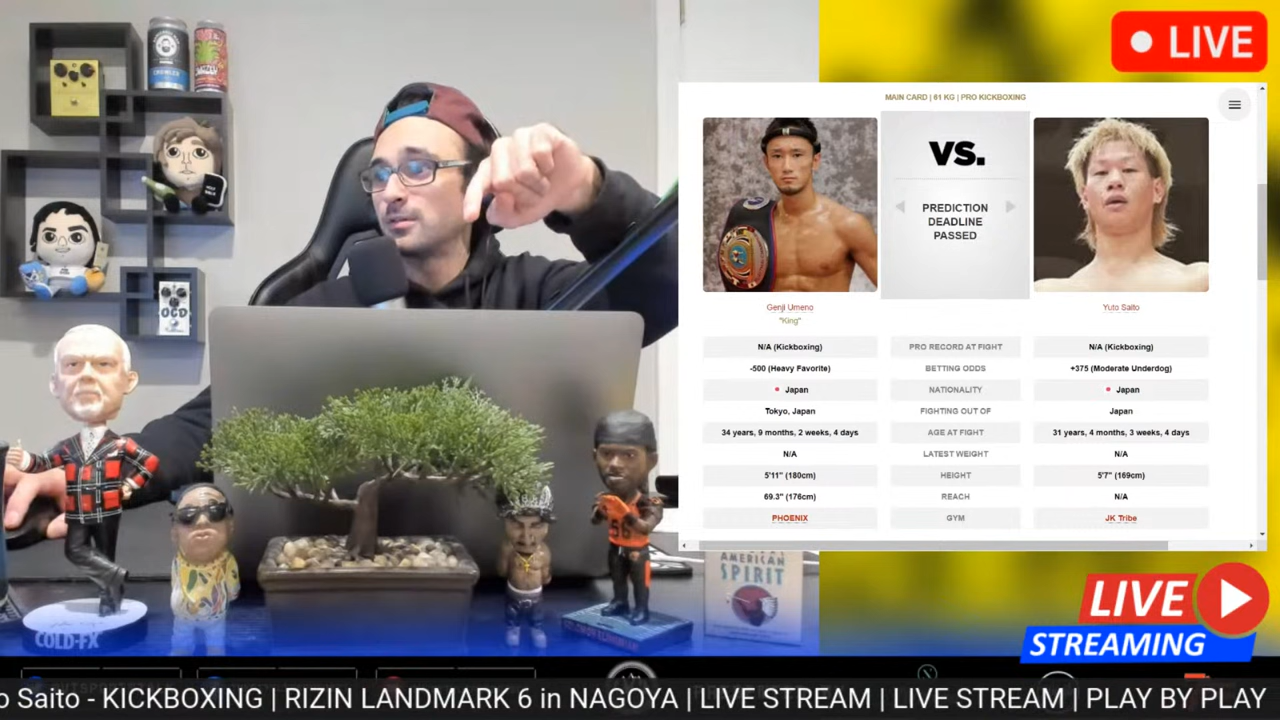 LIVE
MAIN CARD | 61 KG | PRO KICKBOXING
VS.
PREDICTION
DEADLINE
PASSED
Genji Umeno
"King"
Yuto Saito
N/A (Kickboxing) PRO RECORD AT FIGHT N/A (Kickboxing)
-500 (Heavy Favorite) BETTING ODDS +375 (Moderate Underdog)
Japan NATIONALITY Japan
Tokyo, Japan FIGHTING OUT OF Japan
34 years, 9 months, 2 weeks, 4 days AGE AT FIGHT 31 years, 4 months, 3 weeks, 4 days
N/A LATEST WEIGHT N/A
5'11" (180cm) HEIGHT 5'7" (169cm)
69.3" (176cm) REACH N/A
PHOENIX GYM JK Tribe
OCD
AMERICAN
SPIRIT
COLD-FX
LIVE
STREAMING
o Saito - KICKBOXING | RIZIN LANDMARK 6 in NAGOYA | LIVE STREAM | LIVE STREAM | PLAY BY PLAY